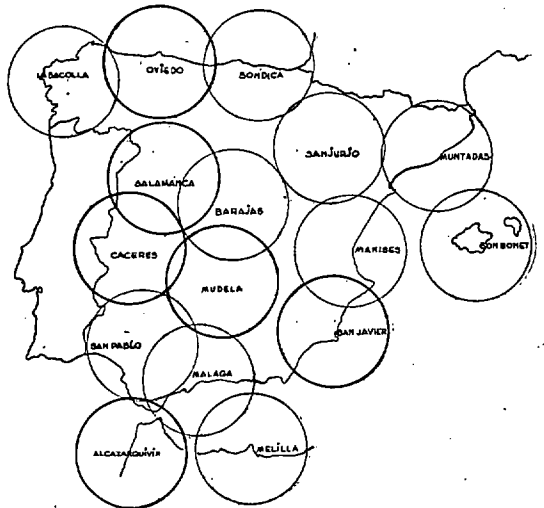 LABACOLLA
OVIEDO
SONDICA
SANJURJO
MUNTADAS
SALAMANCA
BARAJAS
CACERES
MANISES
SON BONET
MUDELA
SAN PABLO
SAN JAVIER
MALAGA
ALCAZARQUIVIR
MELILLA